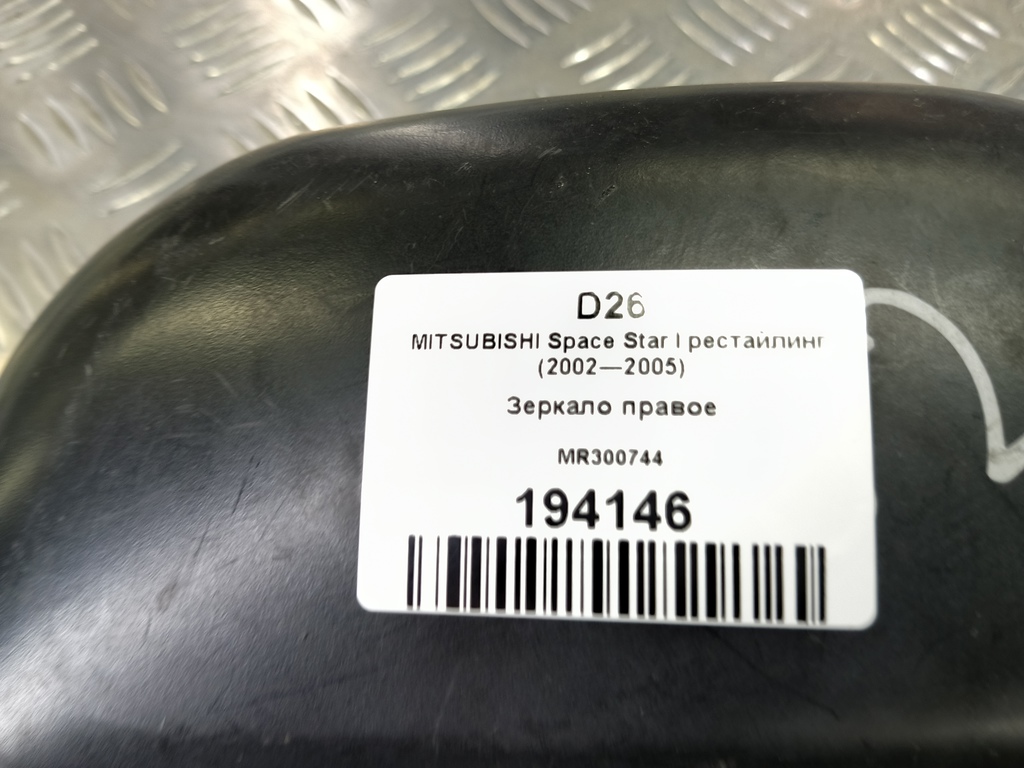 D26
MITSUBISHI Space Star I рестайлинг
(2002—2005)
Зеркало правое
MR300744
194146